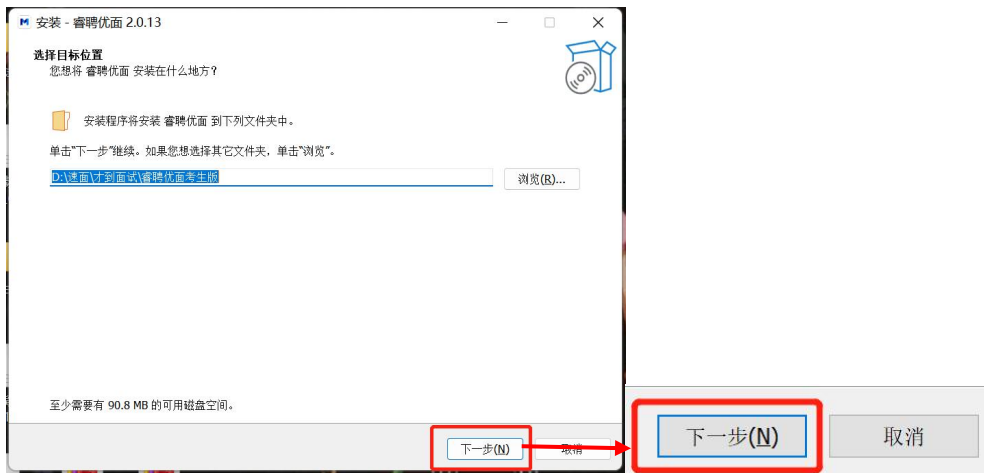 安装 - 睿聘优面 2.0.13
选择目标位置
您想将 睿聘优面 安装在什么地方?
安装程序将安装 睿聘优面 到下列文件夹中。
单击“下一步”继续。如果您想选择其它文件夹，单击“浏览”。
D:\速面\才到面试\睿聘优面考生版
浏览(R)...
至少需要有 90.8 MB 的可用磁盘空间。
下一步(N)
取消
下一步(N)
取消